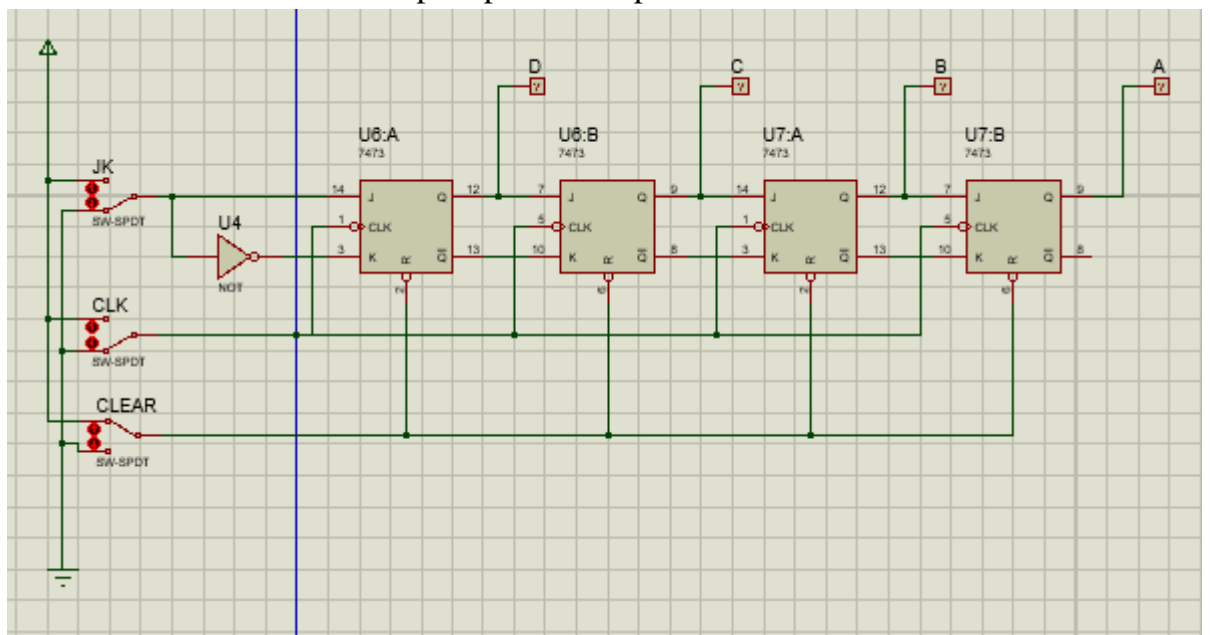 D C B A
U6:A U6:B U7:A U7:B
7473 7473 7473 7473
JK
14 J Q 12 7 J Q 9 14 J Q 12 7 J Q 9
SW-SPDT
U4
1 CLK 5 CLK 1 CLK 5 CLK
3 K R Q 13 10 K R Q 8 3 K R Q 13 10 K R Q 8
NOT
2 6 2 6
CLK
SW-SPDT
CLEAR
SW-SPDT